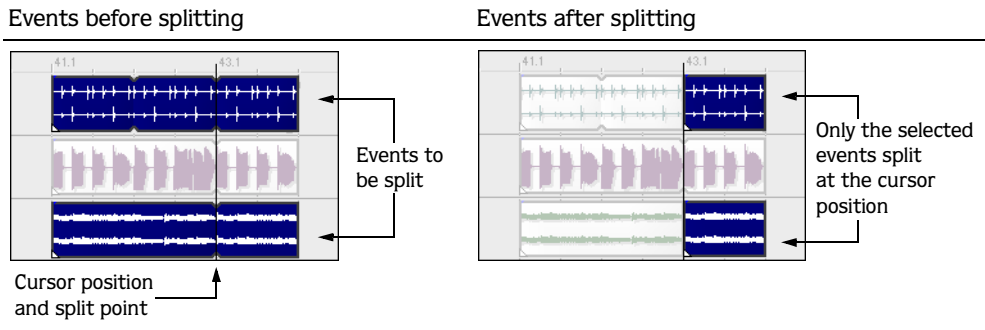 Events before splitting
Events after splitting
41.1
43.1
41.1
43.1
Events to
be split
Only the selected
events split
at the cursor
position
Cursor position
and split point